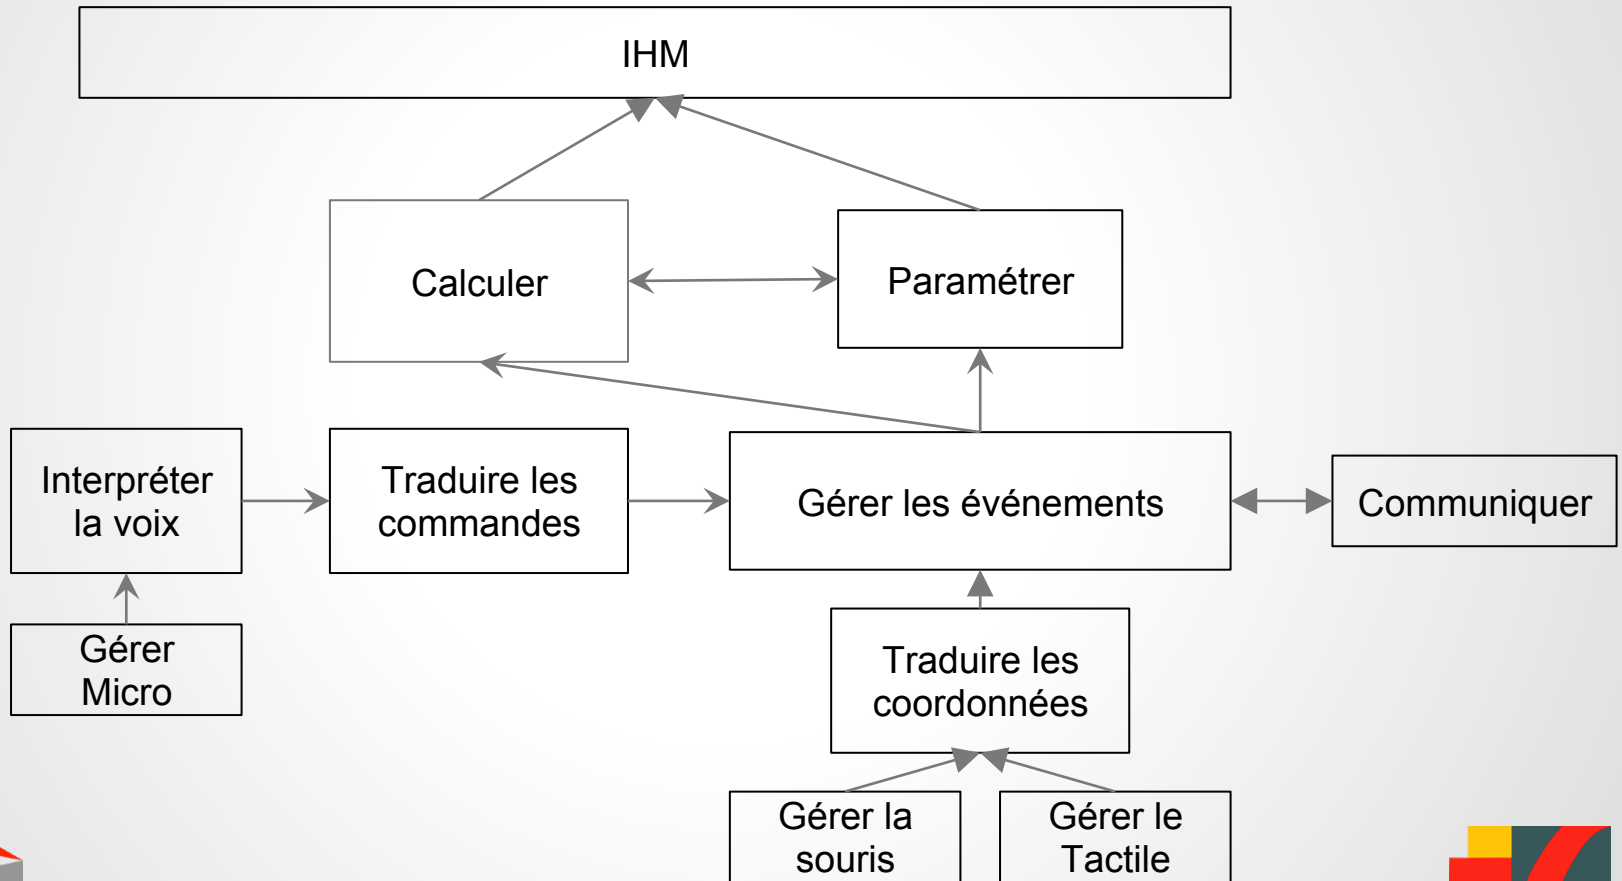 IHM
Calculer
Paramétrer
Interpréter
la voix
Traduire les
commandes
Gérer les événements
Communiquer
Gérer
Micro
Traduire les
coordonnées
Gérer la
souris
Gérer le
Tactile